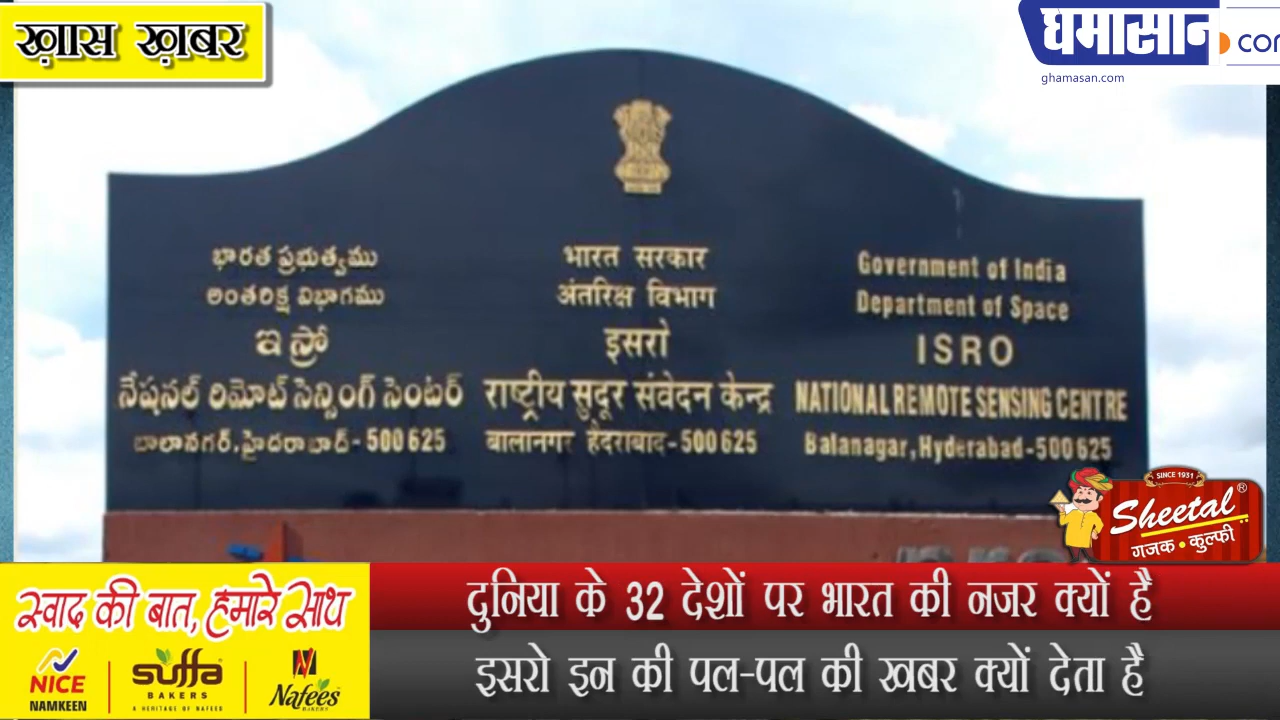 ख़ास ख़बर
घमासान.com
ghamasan.com
భారత ప్రభుత్వము
అంతరిక్ష విభాగము
ఇస్రో
నేషనల్ రిమోట్ సెన్సింగ్ సెంటర్
బాలానగర్,హైదరాబాద్-500625
भारत सरकार
अंतरिक्ष विभाग
इसरो
राष्ट्रीय सुदूर संवेदन केन्द्र
बालानगर हैदराबाद-500625
Government of India
Department of Space
ISRO
NATIONAL REMOTE SENSING CENTRE
Balanagar, Hyderabad-500625
SINCE 1931
Sheetal®
गजक • कुल्फी
स्वाद की बात, हमारे साथ
NICE
NAMKEEN
suffa
BAKERS
A HERITAGE OF NAFEES
Nafees
BAKERS
दुनिया के 32 देशों पर भारत की नजर क्यों है
इसरो इन की पल-पल की खबर क्यों देता है